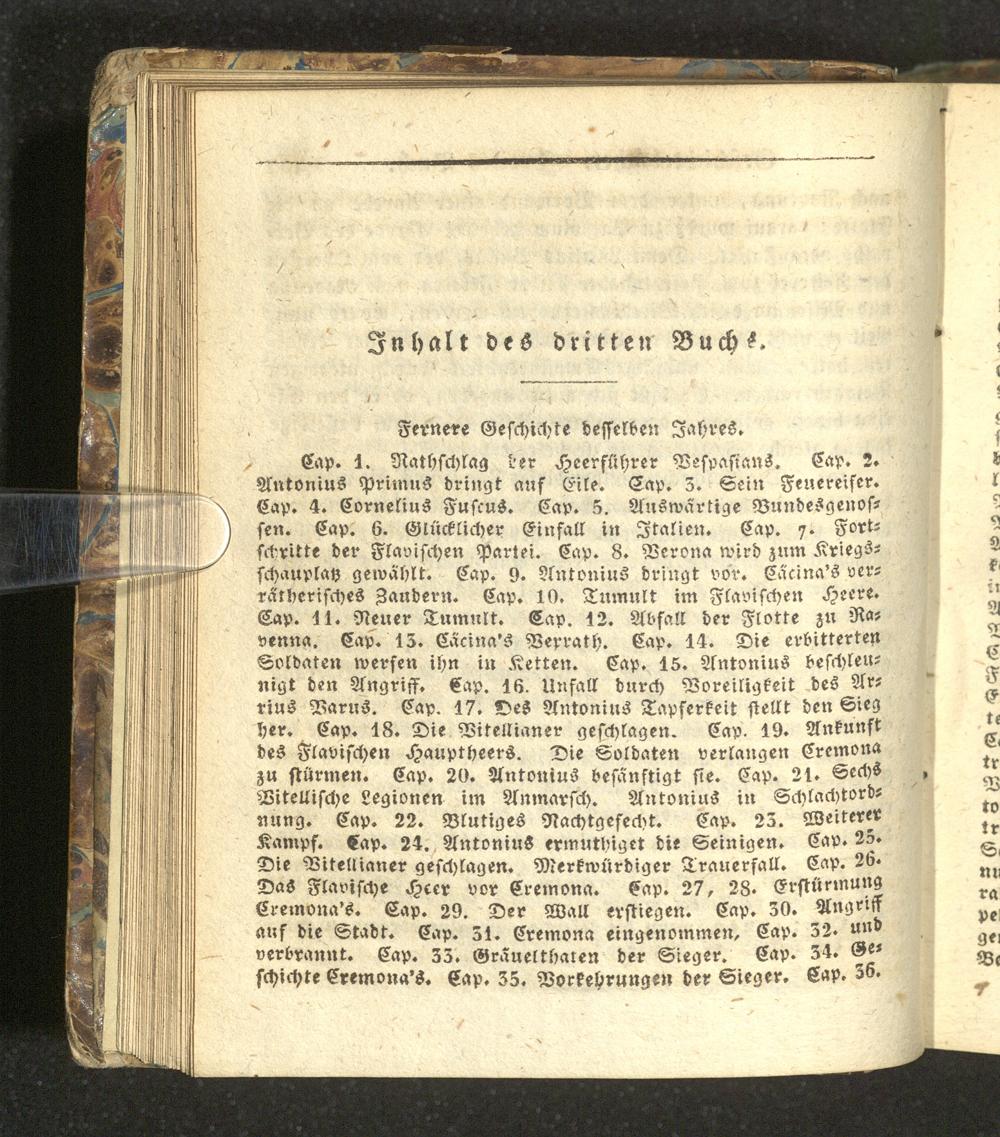 Inhalt des dritten Buchs.
Fernere Geschichte desselben Jahres.
Cap. 1. Rathschlag der Heerführer Vespasians. Cap. 2.
Antonius Primus dringt auf Eile. Cap. 3. Sein Feuereifer.
Cap. 4. Cornelius Fuscus. Cap. 5. Auswärtige Bundesgenos-
sen. Cap. 6. Glücklicher Einfall in Italien. Cap. 7. Fort-
schritte der Flavischen Partei. Cap. 8. Verona wird zum Kriegs-
schauplatz gewählt. Cap. 9. Antonius dringt vor. Cäcina's ver-
rätherisches Zaudern. Cap. 10. Tumult im Flavischen Heere.
Cap. 11. Neuer Tumult. Cap. 12. Abfall der Flotte zu Ra-
venna. Cap. 13. Cäcina's Verrath. Cap. 14. Die erbitterten
Soldaten werfen ihn in Ketten. Cap. 15. Antonius beschleu-
nigt den Angriff. Cap. 16. Unfall durch Voreiligkeit des Ar-
rius Varus. Cap. 17. Des Antonius Tapferkeit stellt den Sieg
her. Cap. 18. Die Vitellianer geschlagen. Cap. 19. Ankunft
des Flavischen Hauptheers. Die Soldaten verlangen Cremona
zu stürmen. Cap. 20. Antonius besänftigt sie. Cap. 21. Sechs
Vitellische Legionen im Anmarsch. Antonius in Schlachtord-
nung. Cap. 22. Blutiges Nachtgefecht. Cap. 23. Weiterer
Kampf. Cap. 24. Antonius ermuthiget die Seinigen. Cap. 25.
Die Vitellianer geschlagen. Merkwürdiger Trauerfall. Cap. 26.
Das Flavische Heer vor Cremona. Cap. 27, 28. Erstürmung
Cremona's. Cap. 29. Der Wall erstiegen. Cap. 30. Angriff
auf die Stadt. Cap. 31. Cremona eingenommen, Cap. 32. und
verbrannt. Cap. 33. Gräuelthaten der Sieger. Cap. 34. Ge-
schichte Cremona's. Cap. 35. Vorkehrungen der Sieger. Cap. 36.